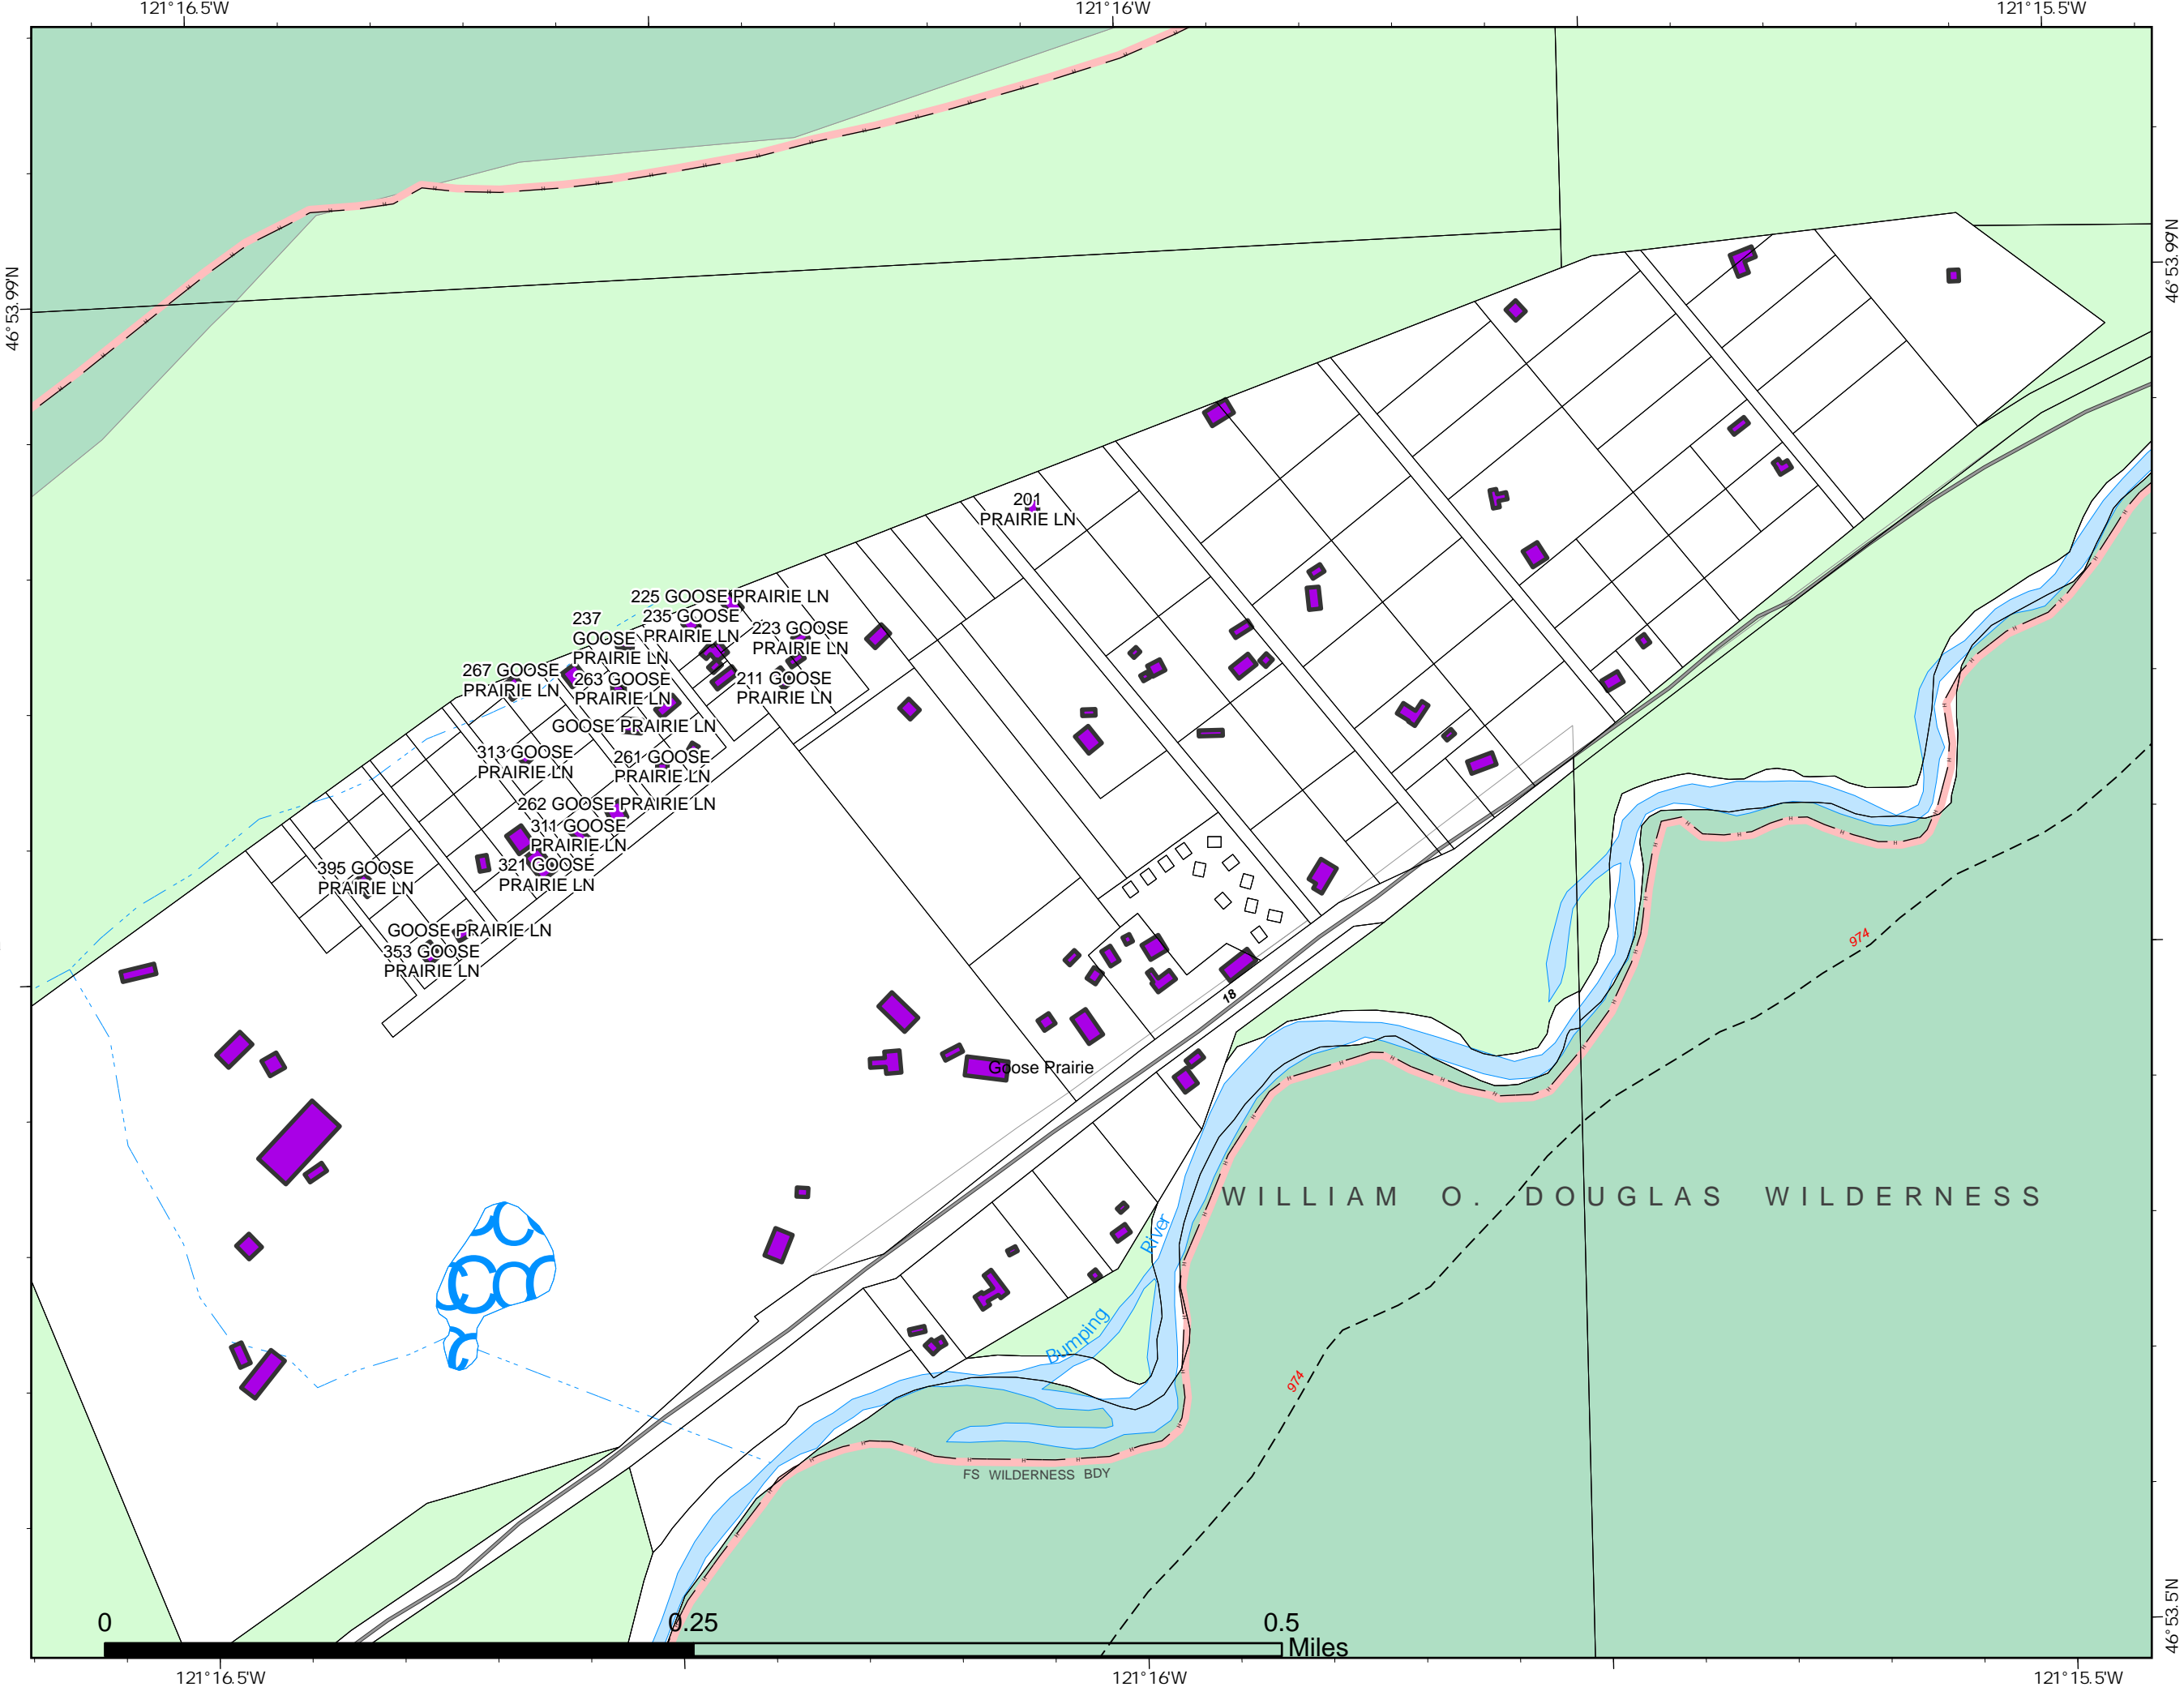 121°16.5'W
121°16'W
121°15.5'W
46°53.99'N
46°53.99'N
201
PRAIRIE LN
225 GOOSE PRAIRIE LN
237
GOOSE
PRAIRIE LN
235 GOOSE
PRAIRIE LN
223 GOOSE
PRAIRIE LN
267 GOOSE
PRAIRIE LN
263 GOOSE
PRAIRIE LN
211 GOOSE
PRAIRIE LN
GOOSE PRAIRIE LN
313 GOOSE
PRAIRIE LN
261 GOOSE
PRAIRIE LN
262 GOOSE PRAIRIE LN
311 GOOSE
PRAIRIE LN
321 GOOSE
PRAIRIE LN
395 GOOSE
PRAIRIE LN
GOOSE PRAIRIE LN
353 GOOSE
PRAIRIE LN
974
18
Goose Prairie
WILLIAM O. DOUGLAS WILDERNESS
Bumping River
974
FS WILDERNESS BDY
46°53.5'N
0
0.25
0.5
Miles
121°16.5'W
121°16'W
121°15.5'W